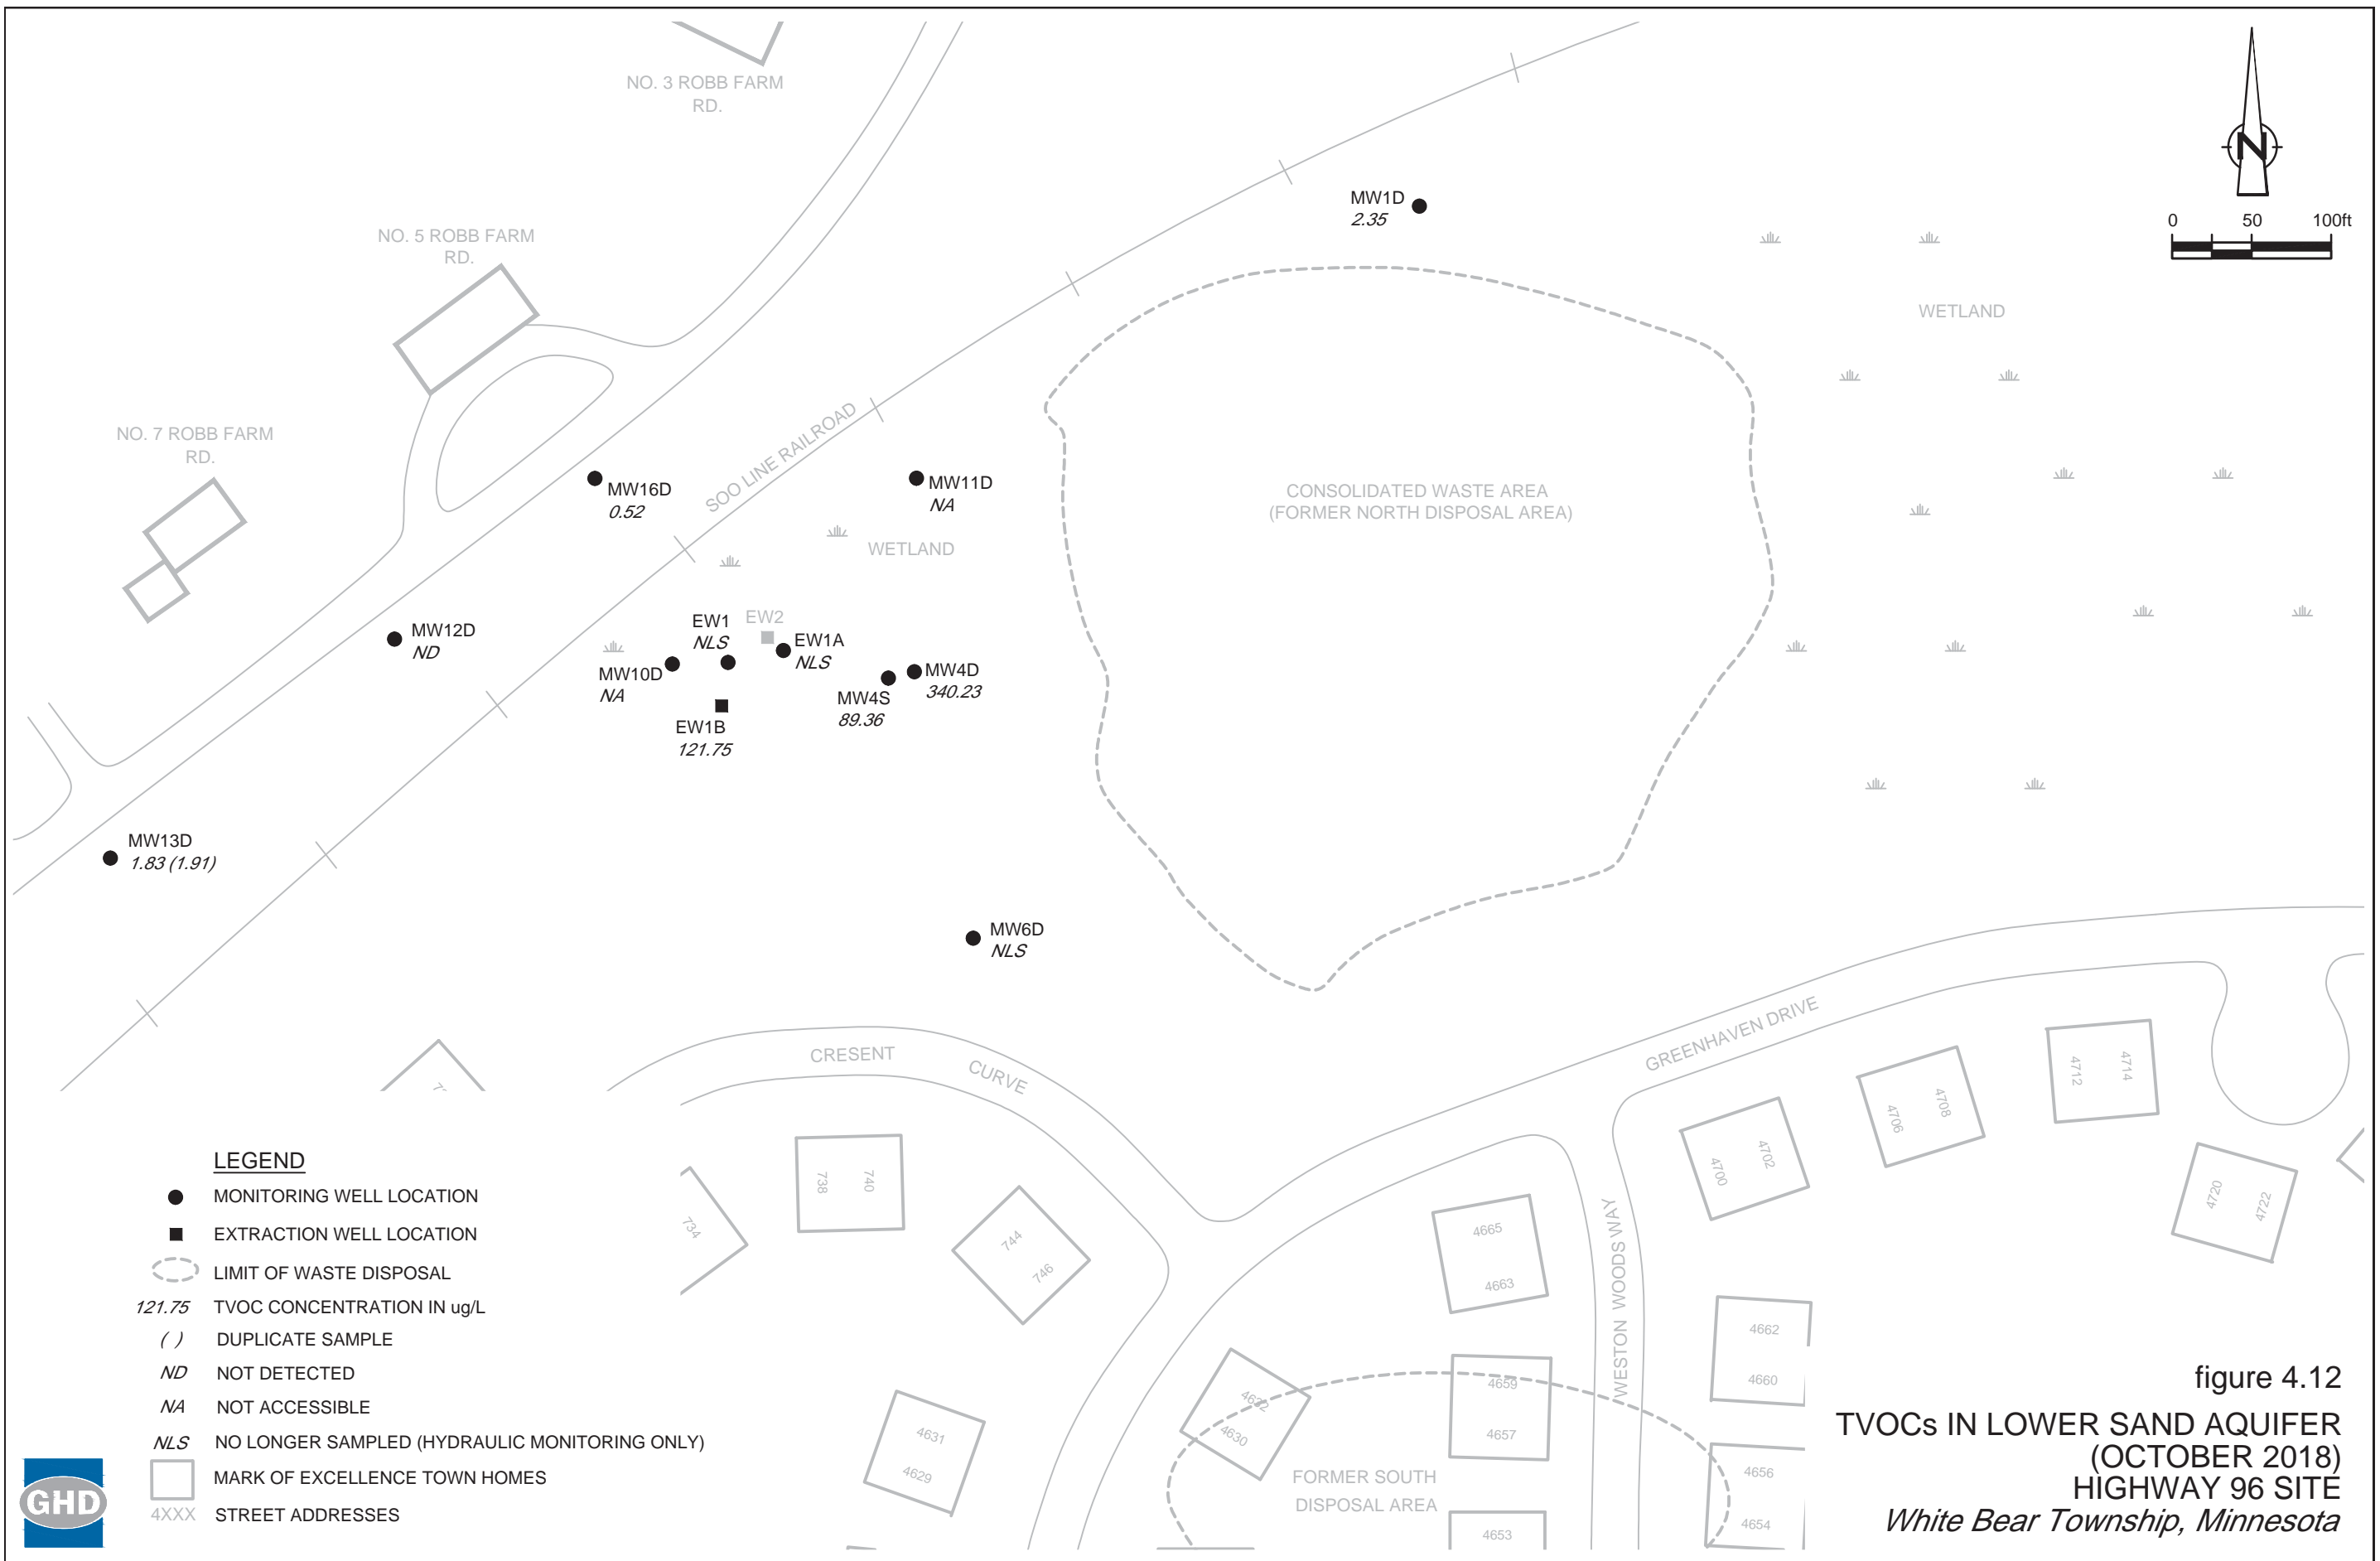 NO. 3 ROBB FARM
RD.
N
0 50 100ft
MW1D
2.35
NO. 5 ROBB FARM
RD.
WETLAND
NO. 7 ROBB FARM
RD.
SOO LINE RAILROAD
MW16D
0.52
MW11D
NA
CONSOLIDATED WASTE AREA
(FORMER NORTH DISPOSAL AREA)
WETLAND
MW12D
ND
EW1
NLS
EW2
EW1A
NLS
MW10D
NA
MW4D
340.23
MW4S
89.36
EW1B
121.75
MW13D
1.83 (1.91)
MW6D
NLS
CRESENT CURVE
GREENHAVEN DRIVE
WESTON WOODS WAY
734
738
740
744
746
4631
4629
4632
4630
4665
4663
4659
4657
4653
4700
4702
4706
4708
4712
4714
4720
4722
4662
4660
4656
4654
FORMER SOUTH
DISPOSAL AREA
LEGEND
MONITORING WELL LOCATION
EXTRACTION WELL LOCATION
LIMIT OF WASTE DISPOSAL
121.75 TVOC CONCENTRATION IN ug/L
( ) DUPLICATE SAMPLE
ND NOT DETECTED
NA NOT ACCESSIBLE
NLS NO LONGER SAMPLED (HYDRAULIC MONITORING ONLY)
MARK OF EXCELLENCE TOWN HOMES
4XXX STREET ADDRESSES
GHD
figure 4.12
TVOCs IN LOWER SAND AQUIFER
(OCTOBER 2018)
HIGHWAY 96 SITE
White Bear Township, Minnesota